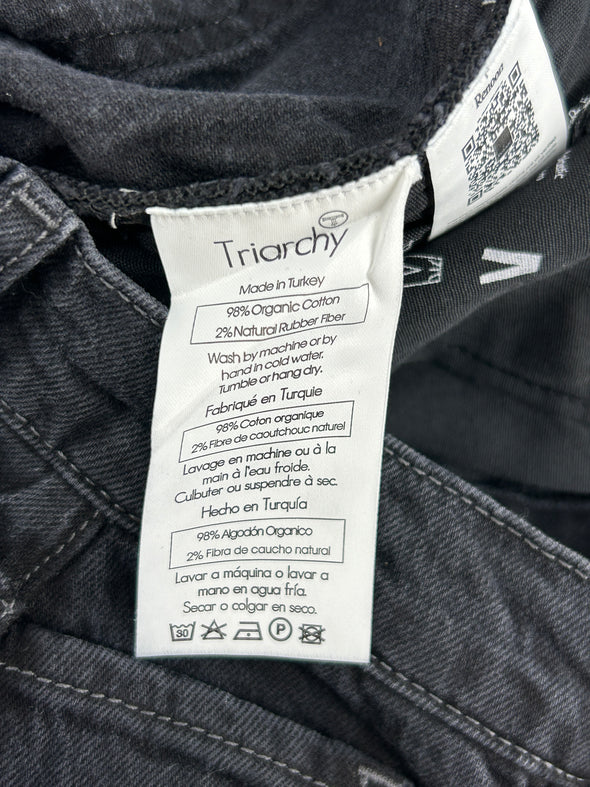 Triarchy
Made in Turkey
98% Organic Cotton
2% Natural Rubber Fiber
Wash by machine or by
hand in cold water.
Tumble or hang dry.
Fabriqué en Turquie
98% Coton organique
2% Fibre de caoutchouc naturel
Lavage en machine ou à la
main à l'eau froide.
Culbuter ou suspendre à sec.
Hecho en Turquía
98% Algodón Organico
2% Fibra de caucho natural
Lavar a máquina o lavar a
mano en agua fría.
Secar o colgar en seco.
30
P